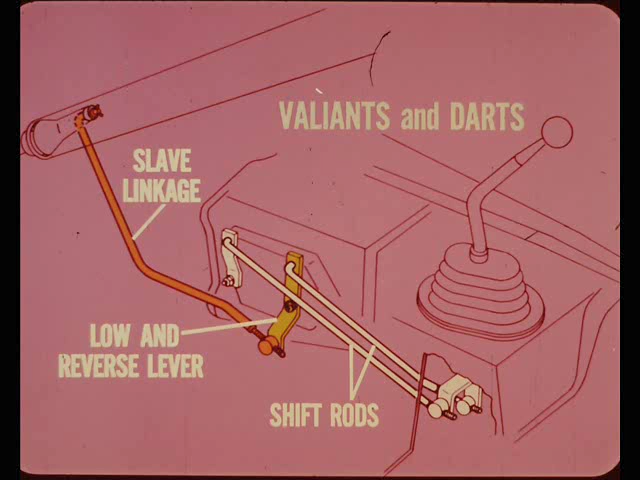 VALIANTS and DARTS
SLAVE
LINKAGE
LOW AND
REVERSE LEVER
SHIFT RODS